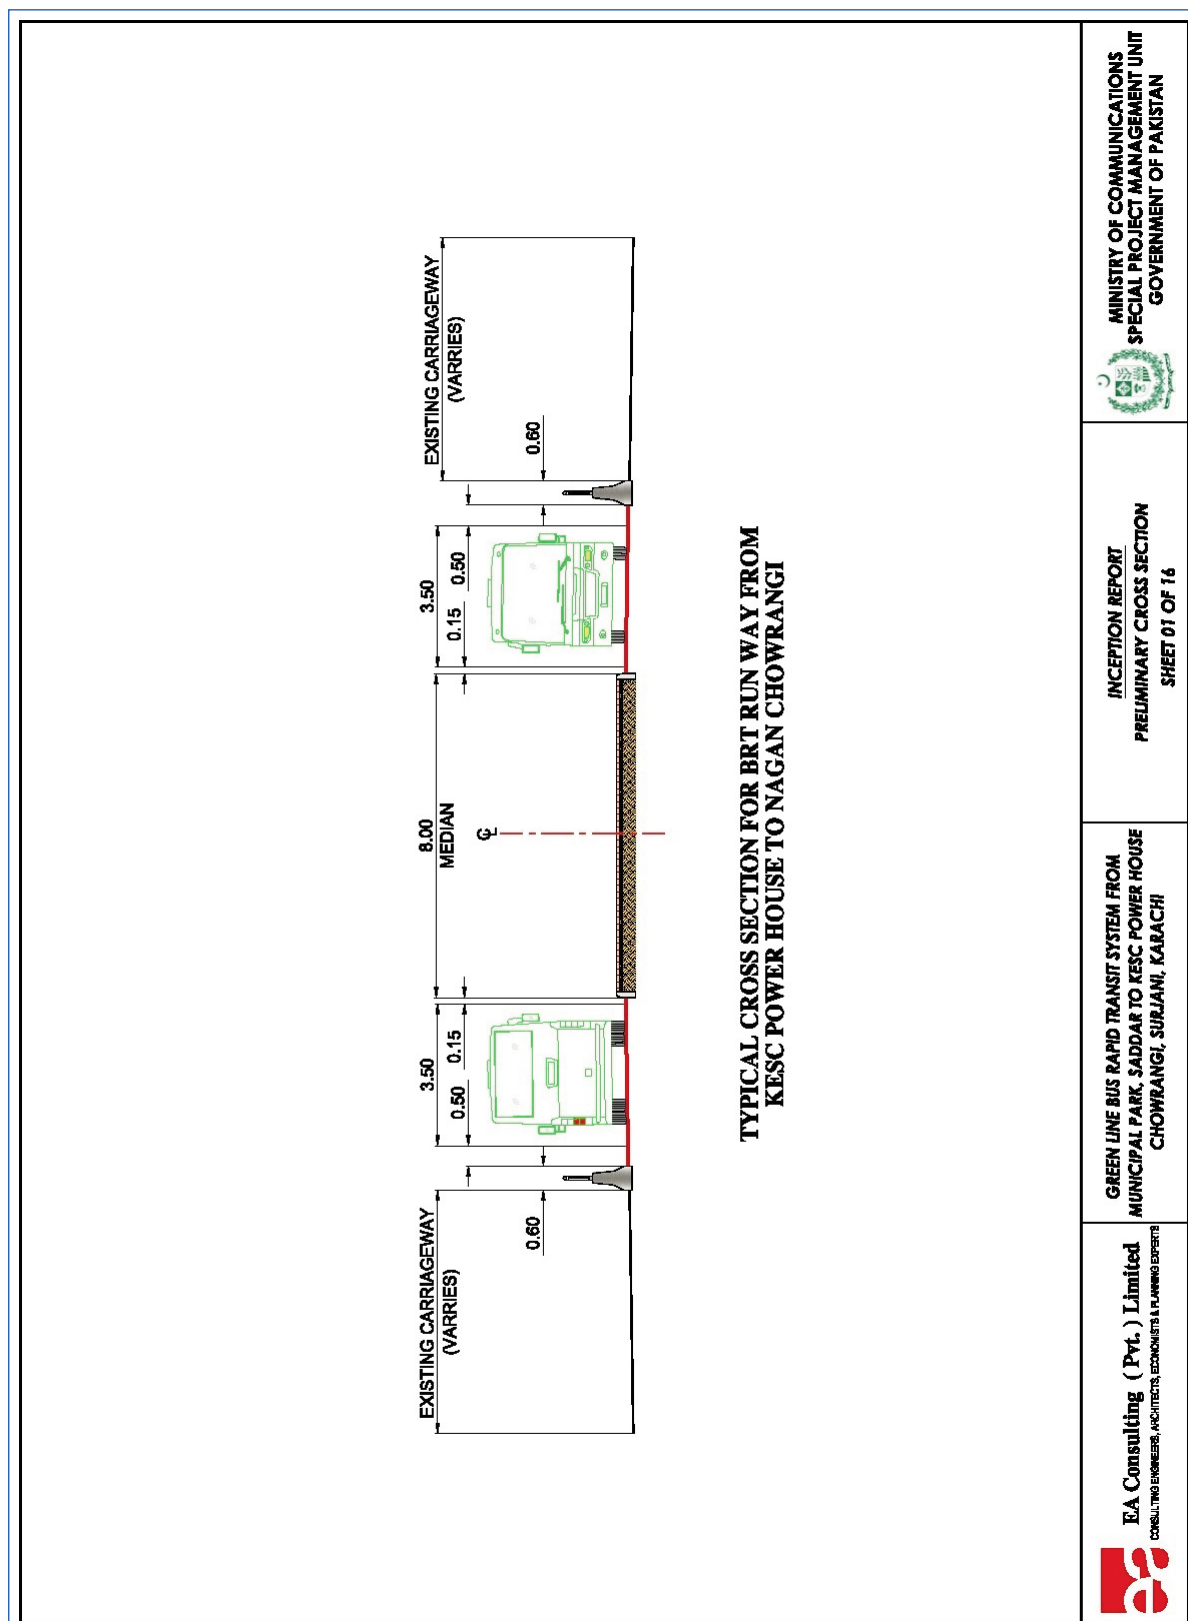 EXISTING CARRIAGEWAY
(VARRIES)
0.60
3.50
0.50
0.15
8.00
MEDIAN
℄
3.50
0.15
0.50
0.60
EXISTING CARRIAGEWAY
(VARRIES)
TYPICAL CROSS SECTION FOR BRT RUN WAY FROM
KESC POWER HOUSE TO NAGAN CHOWRANGI
ae
EA Consulting ( Pvt. ) Limited
CONSULTING ENGINEERS, ARCHITECTS, ECONOMISTS & PLANNING EXPERTS
GREEN LINE BUS RAPID TRANSIT SYSTEM FROM
MUNICIPAL PARK, SADDAR TO KESC POWER HOUSE
CHOWRANGI, SURJANI, KARACHI
INCEPTION REPORT
PRELIMINARY CROSS SECTION
SHEET 01 OF 16
MINISTRY OF COMMUNICATIONS
SPECIAL PROJECT MANAGEMENT UNIT
GOVERNMENT OF PAKISTAN